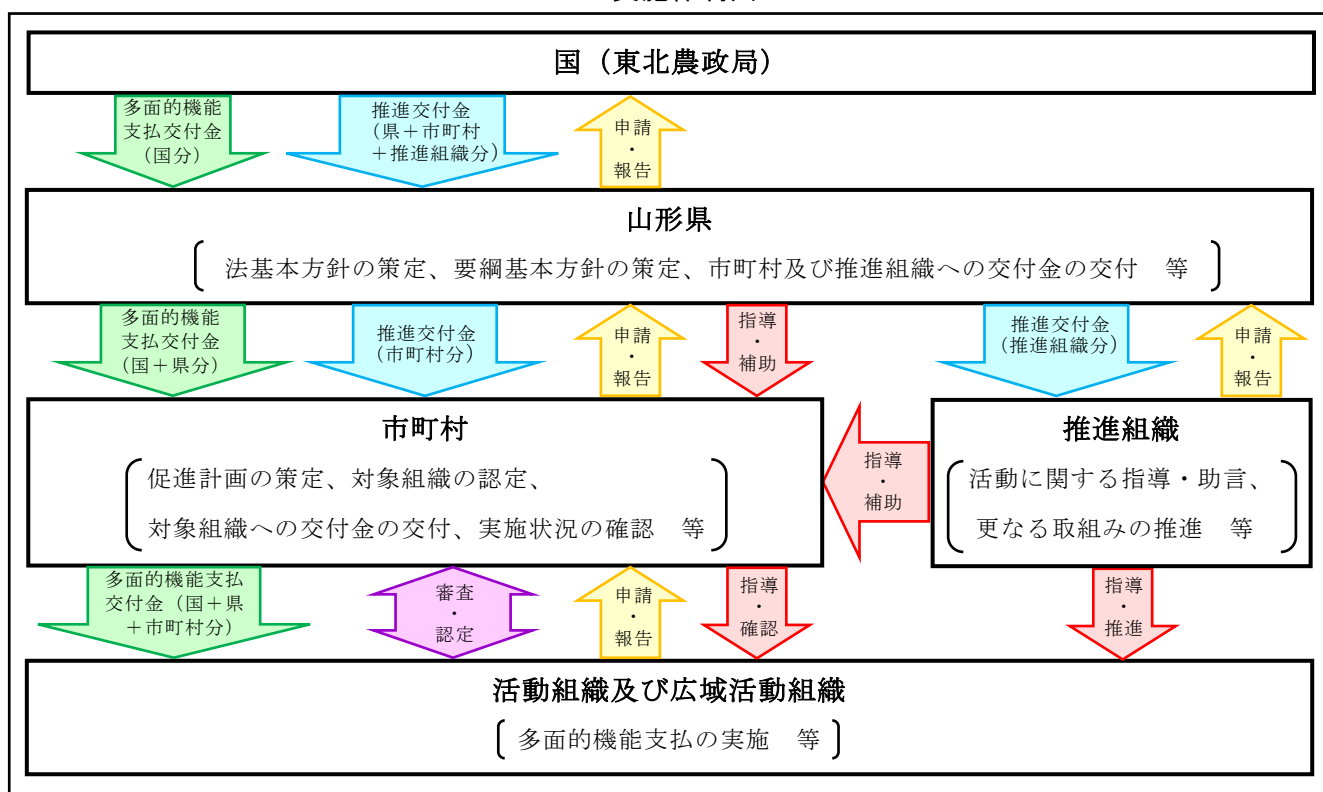 国（東北農政局）
多面的機能
支払交付金
(国分)
推進交付金
(県＋市町村
＋推進組織分)
申請
・
報告
山形県
法基本方針の策定、要綱基本方針の策定、市町村及び推進組織への交付金の交付　等
多面的機能
支払交付金
(国＋県分)
推進交付金
(市町村分)
申請
・
報告
指導
・
補助
推進交付金
(推進組織分)
申請
・
報告
市町村
促進計画の策定、対象組織の認定、
対象組織への交付金の交付、実施状況の確認　等
指導
・
補助
推進組織
活動に関する指導・助言、
更なる取組みの推進　等
多面的機能支払
交付金（国＋県
＋市町村分）
審査
・
認定
申請
・
報告
指導
・
確認
指導
・
推進
活動組織及び広域活動組織
多面的機能支払の実施　等